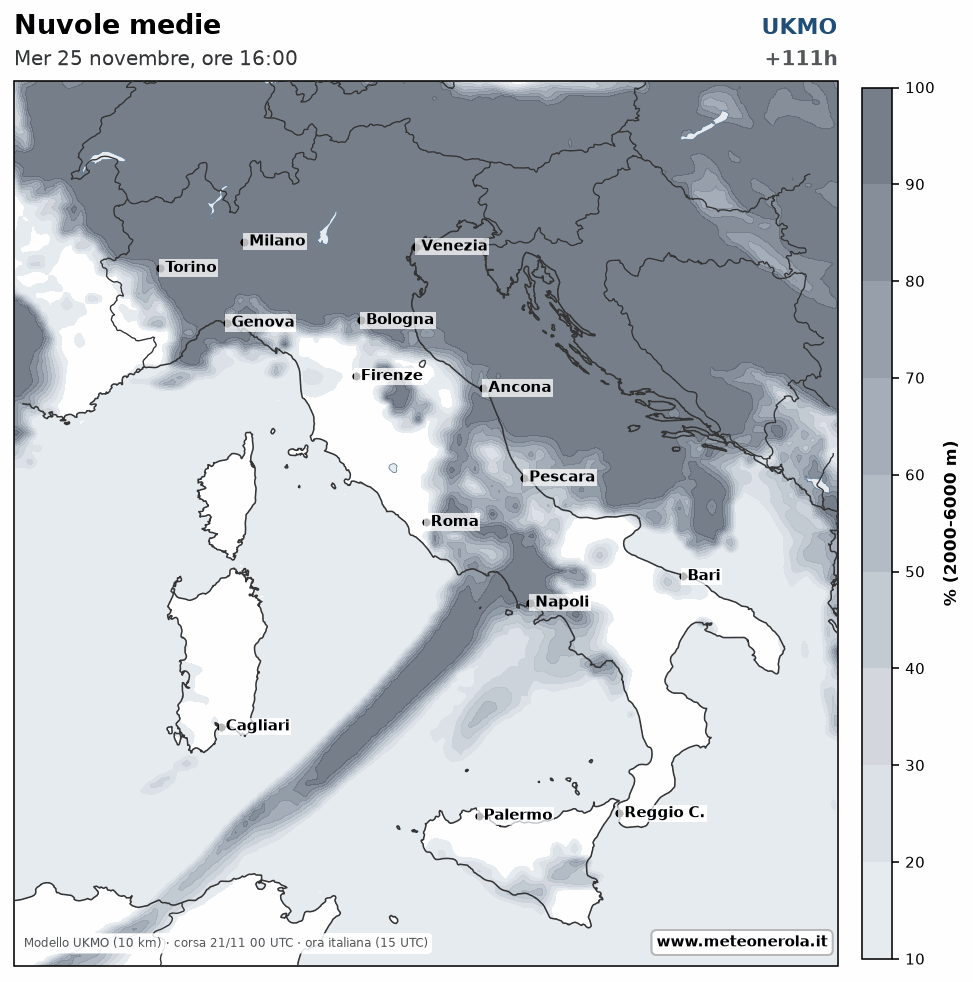 Nuvole medie
UKMO
Mer 25 novembre, ore 16:00
+111h
100
90
80
70
60
50
40
30
20
10
% (2000-6000 m)
Milano
Venezia
Torino
Genova
Bologna
Firenze
Ancona
Pescara
Roma
Bari
Napoli
Cagliari
Palermo
Reggio C.
Modello UKMO (10 km) · corsa 21/11 00 UTC · ora italiana (15 UTC)
www.meteonerola.it